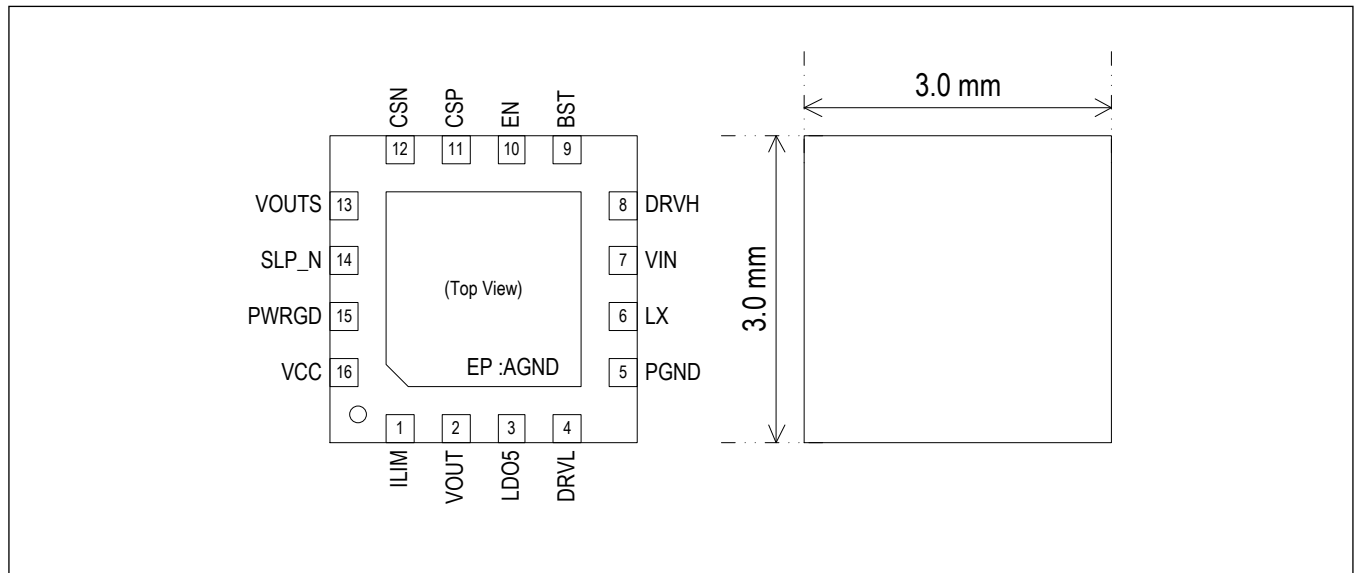 3.0 mm
CSN
CSP
EN
BST
12
11
10
9
VOUTS 13
8 DRVH
SLP_N 14
7 VIN
(Top View)
PWRGD 15
6 LX
3.0 mm
VCC 16
EP :AGND
5 PGND
1
2
3
4
ILIM
VOUT
LDO5
DRVL